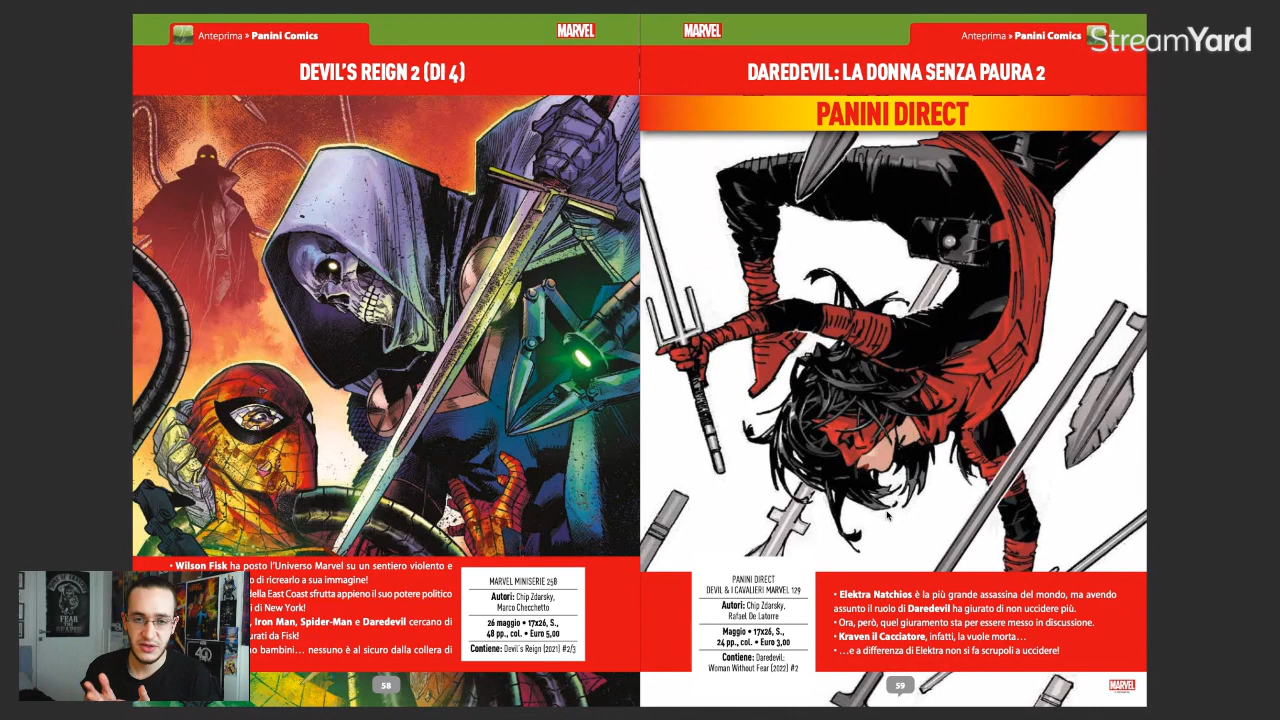 Anteprima » Panini Comics
MARVEL
MARVEL
Anteprima » Panini Comics
StreamYard
DEVIL'S REIGN 2 (DI 4)
DAREDEVIL: LA DONNA SENZA PAURA 2
PANINI DIRECT
• Wilson Fisk ha posto l'Universo Marvel su un sentiero violento e
o di ricrearlo a sua immagine!
della East Coast sfrutta appieno il suo potere politico
i di New York!
, Iron Man, Spider-Man e Daredevil cercano di
urati da Fisk!
no bambini... nessuno è al sicuro dalla collera di
MARVEL MINISERIE 258
Autori: Chip Zdarsky,
Marco Checchetto
26 maggio • 17x26, S.,
48 pp., col. • Euro 5,00
Contiene: Devil's Reign (2021) #2/3
PANINI DIRECT
DEVIL & I CAVALIERI MARVEL 129
Autori: Chip Zdarsky,
Rafael De Latorre
Maggio • 17x26, S.,
24 pp., col. • Euro 3,00
Contiene: Daredevil:
Woman Without Fear (2022) #2
• Elektra Natchios è la più grande assassina del mondo, ma avendo
assunto il ruolo di Daredevil ha giurato di non uccidere più.
• Ora, però, quel giuramento sta per essere messo in discussione.
• Kraven il Cacciatore, infatti, la vuole morta...
• ...e a differenza di Elektra non si fa scrupoli a uccidere!
FEAR
THE
REAPER
58
59
MARVEL